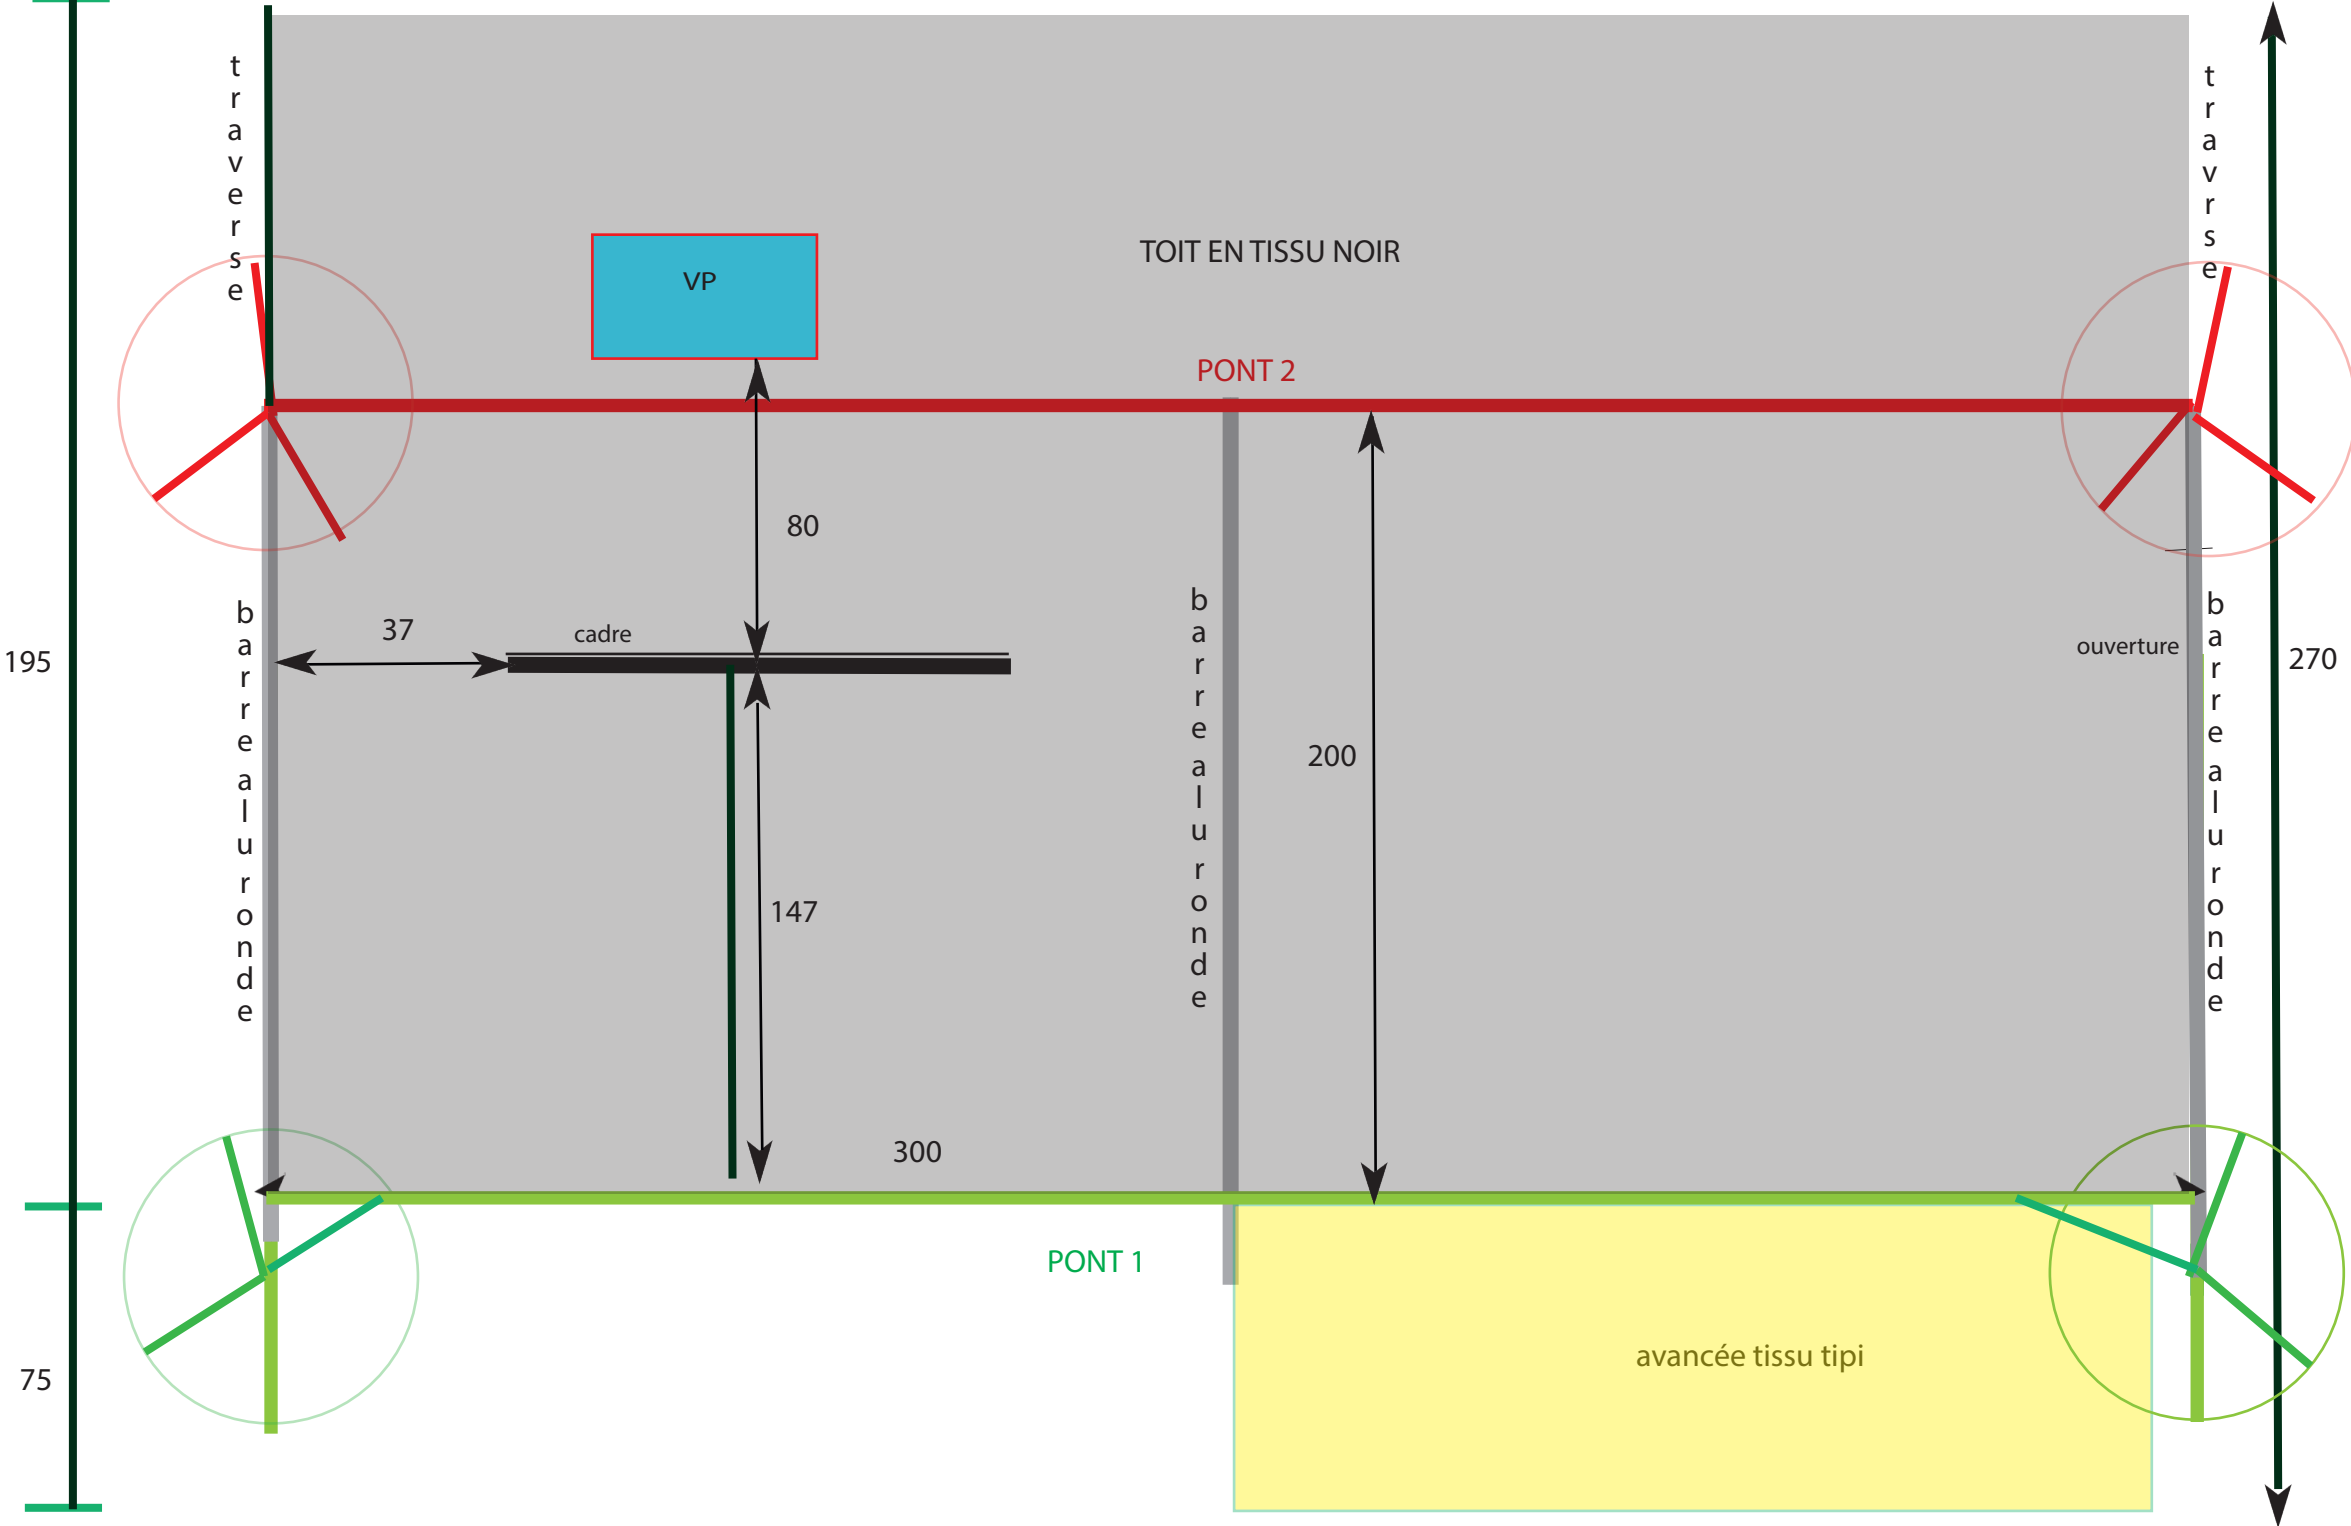 traverse
travrse
TOIT EN TISSU NOIR
VP
PONT 2
80
37
cadre
barre alu ronde
barre alu ronde
barre alu ronde
ouverture
195
270
200
147
300
PONT 1
avancée tissu tipi
75